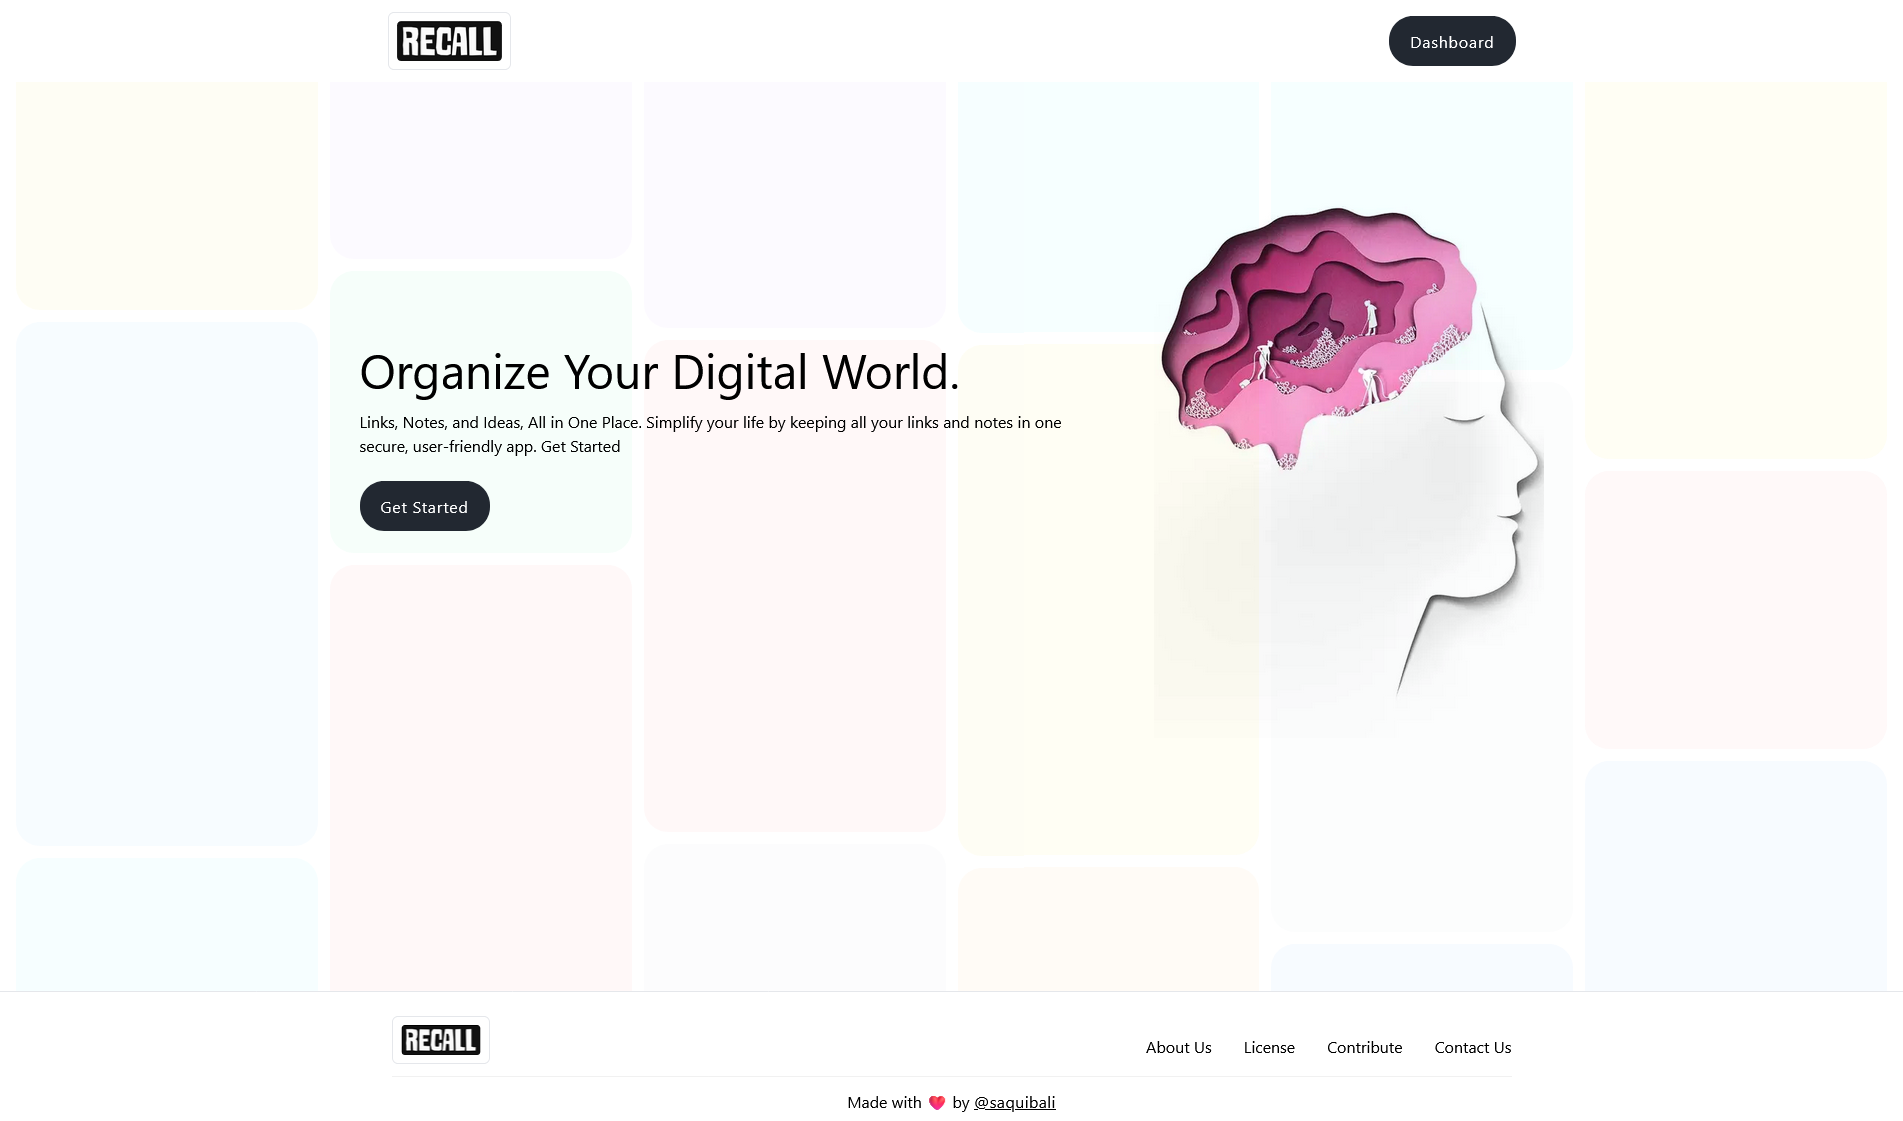 RECALL
Dashboard
Organize Your Digital World.
Links, Notes, and Ideas, All in One Place. Simplify your life by keeping all your links and notes in one
secure, user-friendly app. Get Started
Get Started
RECALL
About Us License Contribute Contact Us
Made with ❤️ by @saquibali